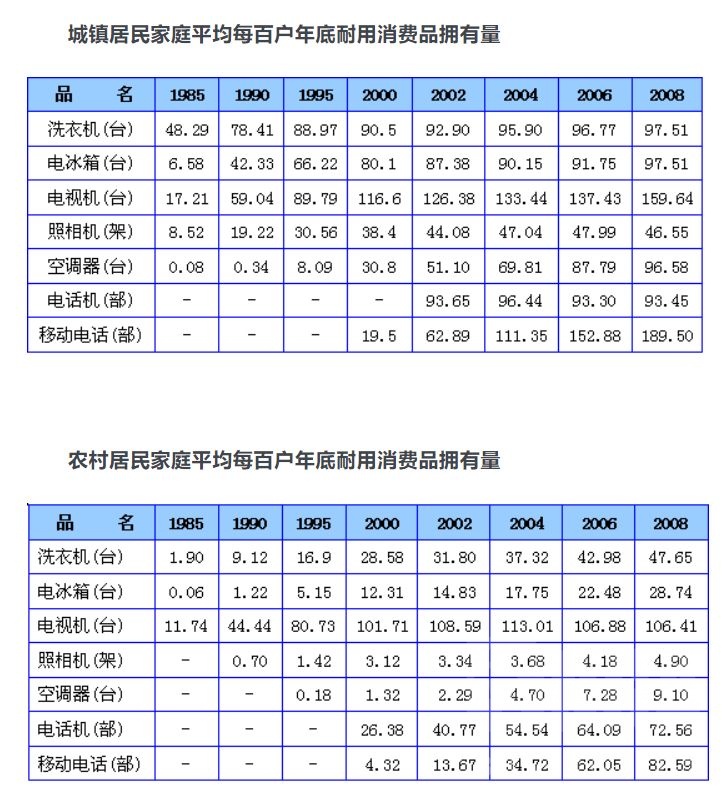 城镇居民家庭平均每百户年底耐用消费品拥有量
品 名 1985 1990 1995 2000 2002 2004 2006 2008
洗衣机(台) 48.29 78.41 88.97 90.5 92.90 95.90 96.77 97.51
电冰箱(台) 6.58 42.33 66.22 80.1 87.38 90.15 91.75 97.51
电视机(台) 17.21 59.04 89.79 116.6 126.38 133.44 137.43 159.64
照相机(架) 8.52 19.22 30.56 38.4 44.08 47.04 47.99 46.55
空调器(台) 0.08 0.34 8.09 30.8 51.10 69.81 87.79 96.58
电话机(部) - - - - 93.65 96.44 93.30 93.45
移动电话(部) - - - 19.5 62.89 111.35 152.88 189.50
农村居民家庭平均每百户年底耐用消费品拥有量
品 名 1985 1990 1995 2000 2002 2004 2006 2008
洗衣机(台) 1.90 9.12 16.9 28.58 31.80 37.32 42.98 47.65
电冰箱(台) 0.06 1.22 5.15 12.31 14.83 17.75 22.48 28.74
电视机(台) 11.74 44.44 80.73 101.71 108.59 113.01 106.88 106.41
照相机(架) - 0.70 1.42 3.12 3.34 3.68 4.18 4.90
空调器(台) - - 0.18 1.32 2.29 4.70 7.28 9.10
电话机(部) - - - 26.38 40.77 54.54 64.09 72.56
移动电话(部) - - - 4.32 13.67 34.72 62.05 82.59